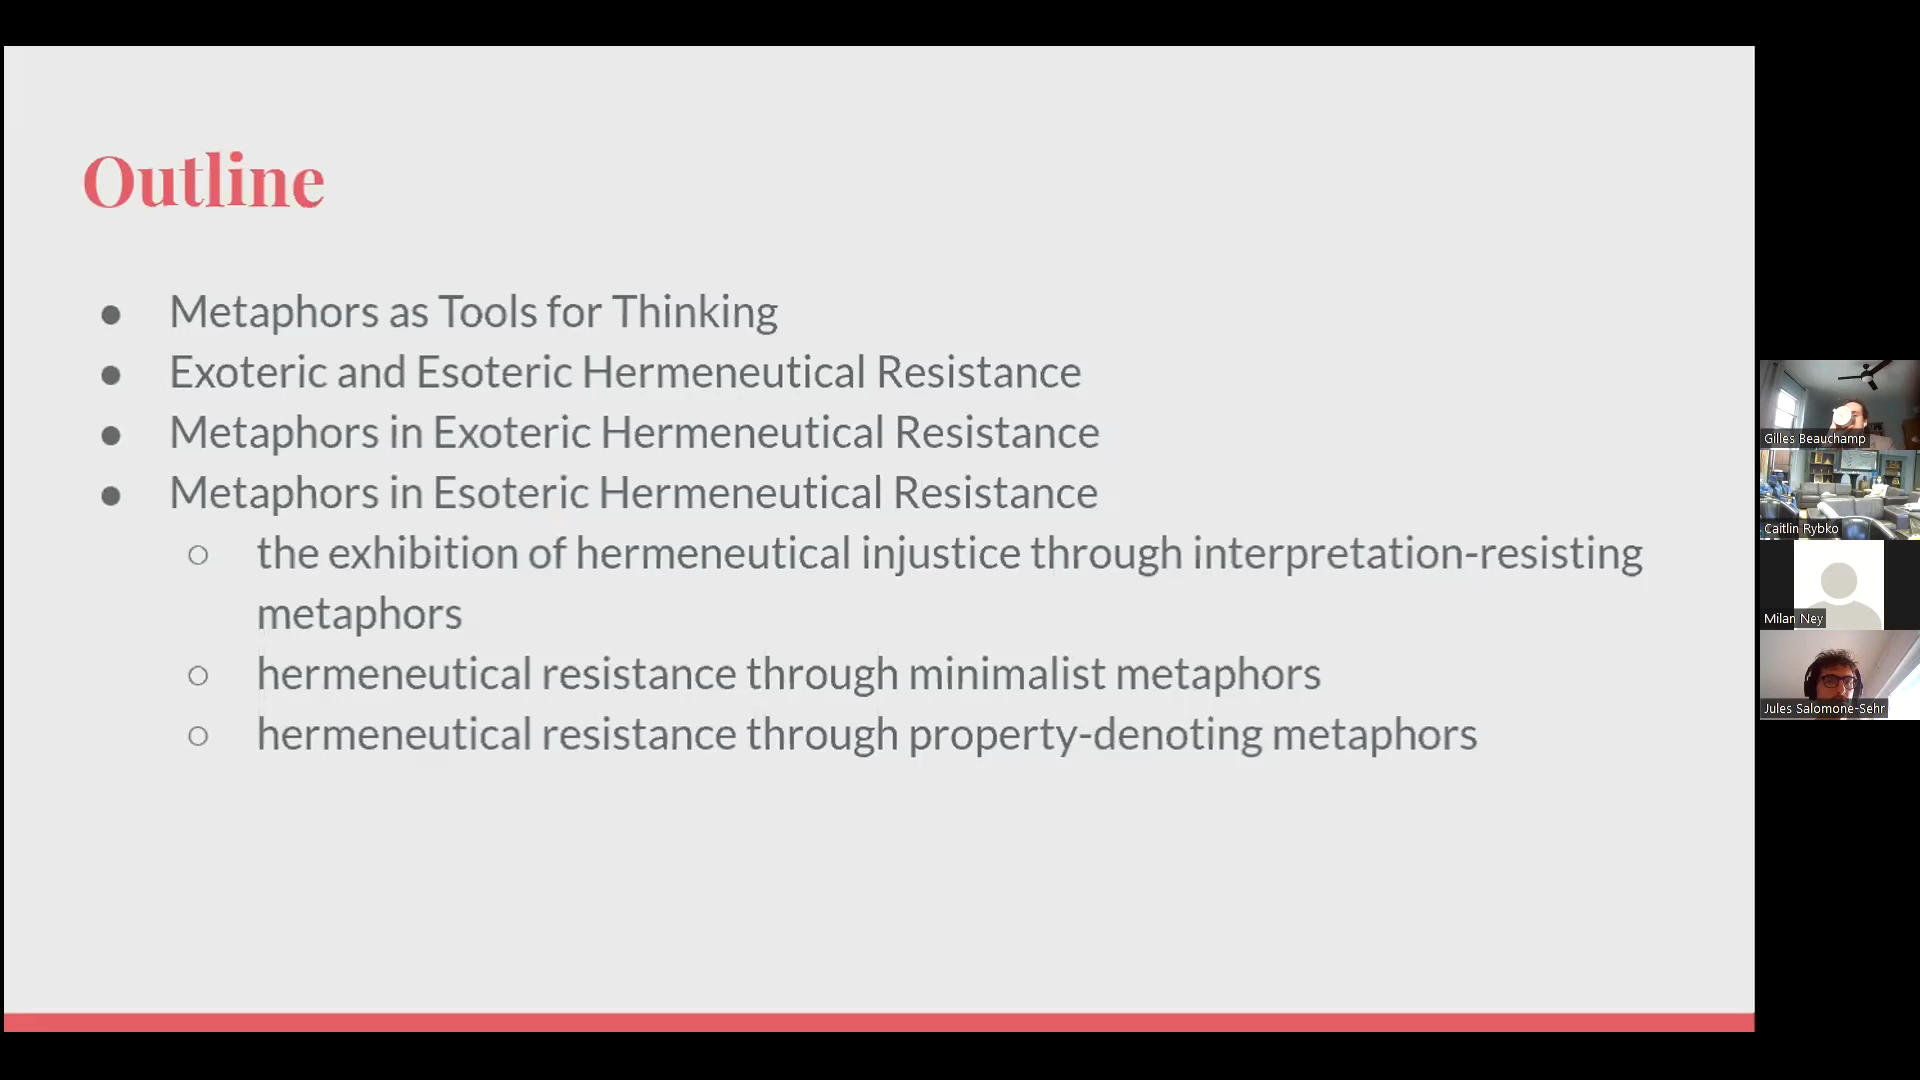 Outline
● Metaphors as Tools for Thinking
● Exoteric and Esoteric Hermeneutical Resistance
● Metaphors in Exoteric Hermeneutical Resistance
● Metaphors in Esoteric Hermeneutical Resistance
○ the exhibition of hermeneutical injustice through interpretation-resisting
metaphors
○ hermeneutical resistance through minimalist metaphors
○ hermeneutical resistance through property-denoting metaphors
Gilles Beauchamp
Caitlin Rybko
Milan Ney
Jules Salomone-Sehr